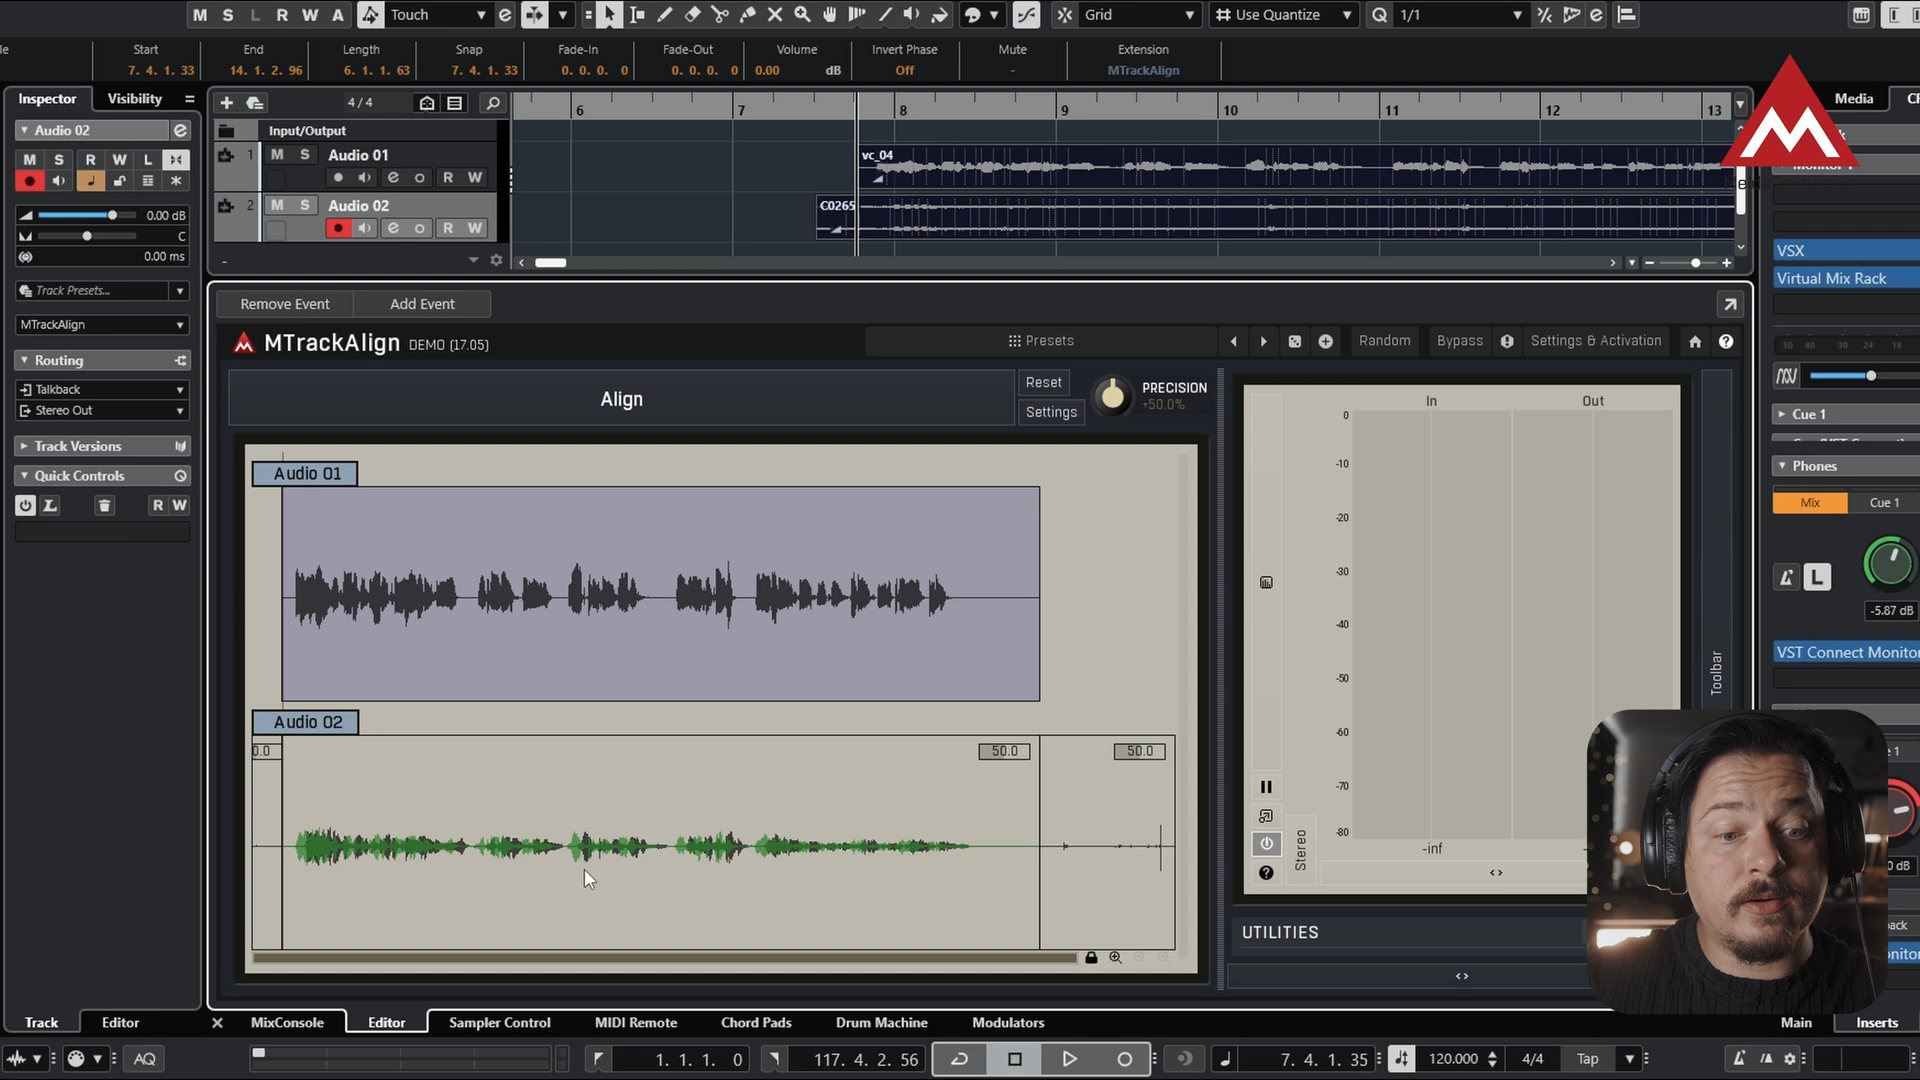 M S L R W A Touch e Grid Use Quantize Q 1/1 e
Start End Length Snap Fade-In Fade-Out Volume Invert Phase Mute Extension
7. 4. 1. 33 14. 1. 2. 96 6. 1. 1. 63 7. 4. 1. 33 0. 0. 0. 0 0. 0. 0. 0 0.00 dB Off - MTrackAlign
Inspector Visibility
4/4
6 7 8 9 10 11 12 13
Media
Audio 02 e
Input/Output
M S R W L
1 M S Audio 01
vc_04
e R W
2 M S Audio 02
C0265
e R W
0.00 dB
C
0.00 ms
Track Presets...
MTrackAlign
Routing
Talkback
Stereo Out
Track Versions
Quick Controls
R W
VSX
Virtual Mix Rack
50 40 30 24 18
Cue 1
Phones
Mix Cue 1
L
-5.87 dB
VST Connect Monitor
Remove Event Add Event
MTrackAlign DEMO (17.05)
Presets
Random Bypass Settings & Activation
Align
Reset
Settings
PRECISION
+50.0%
Audio 01
Audio 02
0.0 50.0 50.0
In Out
0
-10
-20
-30
-40
-50
-60
-70
-80
-inf
Stereo
Toolbar
UTILITIES
Track Editor
MixConsole Editor Sampler Control MIDI Remote Chord Pads Drum Machine Modulators
Main Inserts
AQ
1. 1. 1. 0
117. 4. 2. 56
7. 4. 1. 35
120.000
4/4
Tap